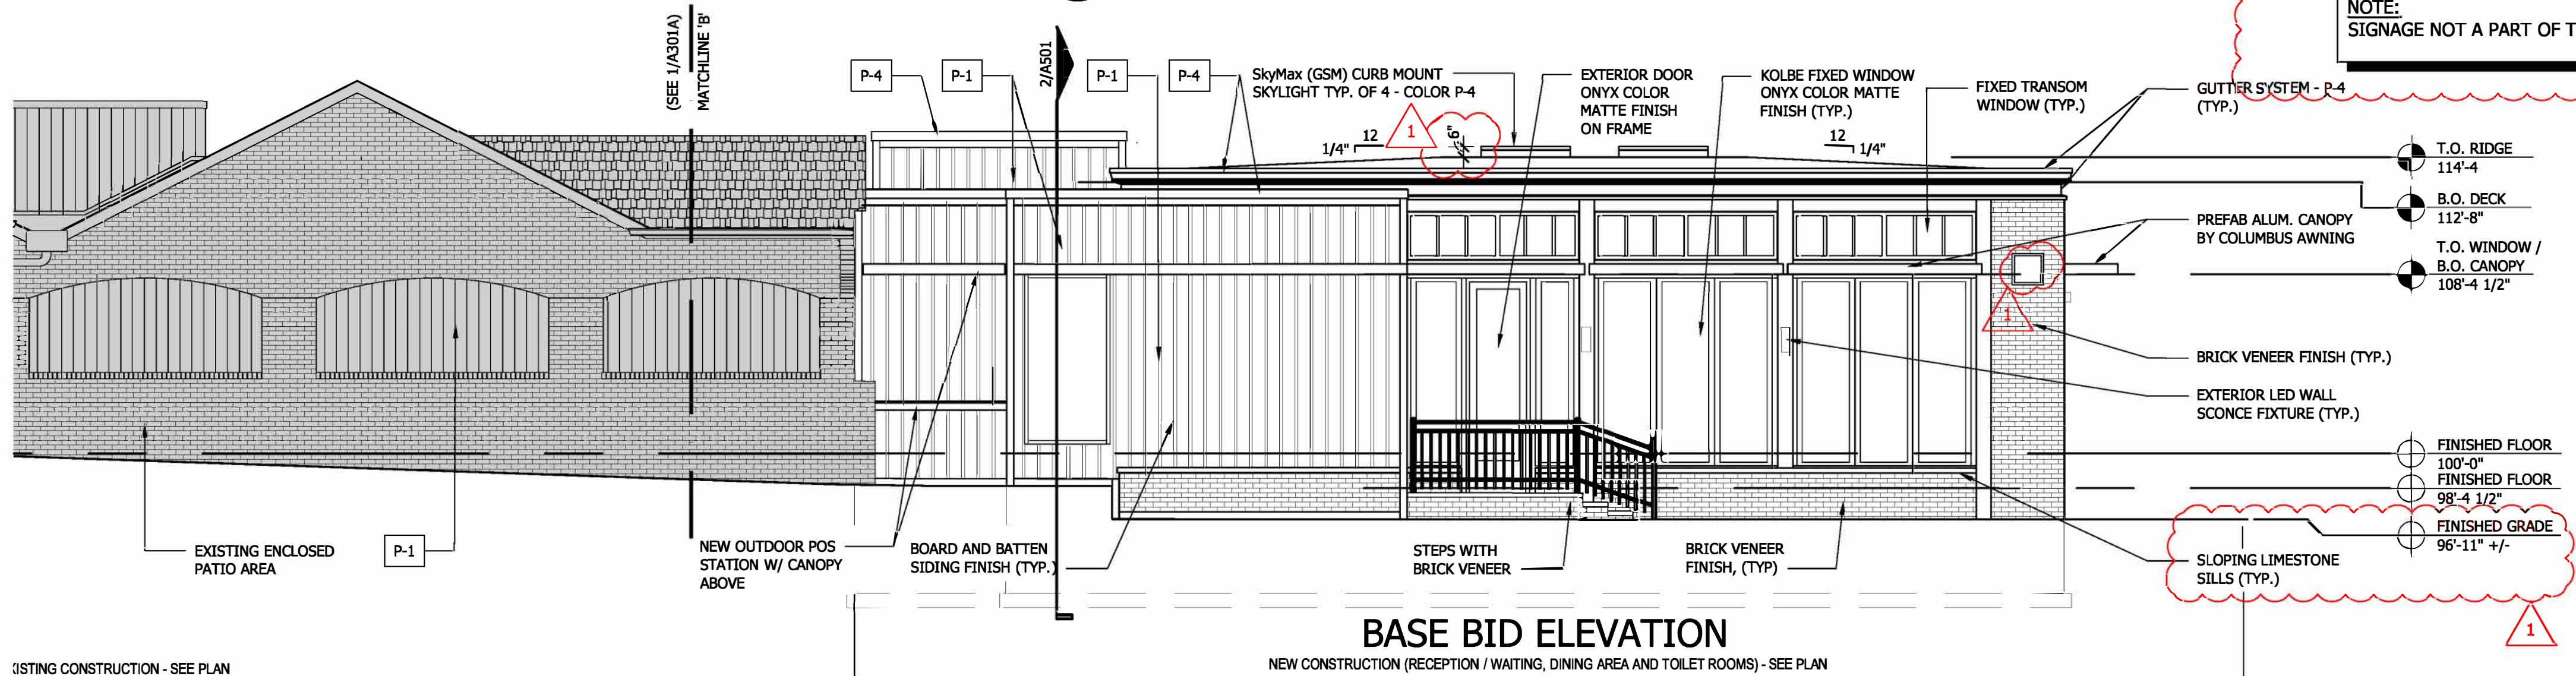 NOTE:
SIGNAGE NOT A PART OF T
(SEE 1/A301A)
MATCHLINE 'B'
2/A501
P-4
P-1
P-1
P-4
SkyMax (GSM) CURB MOUNT
SKYLIGHT TYP. OF 4 - COLOR P-4
EXTERIOR DOOR
ONYX COLOR
MATTE FINISH
ON FRAME
KOLBE FIXED WINDOW
ONYX COLOR MATTE
FINISH (TYP.)
FIXED TRANSOM
WINDOW (TYP.)
GUTTER SYSTEM - P-4
(TYP.)
12
1/4"
1
12
1/4"
T.O. RIDGE
114'-4
B.O. DECK
112'-8"
T.O. WINDOW /
B.O. CANOPY
108'-4 1/2"
PREFAB ALUM. CANOPY
BY COLUMBUS AWNING
1
BRICK VENEER FINISH (TYP.)
EXTERIOR LED WALL
SCONCE FIXTURE (TYP.)
FINISHED FLOOR
100'-0"
FINISHED FLOOR
98'-4 1/2"
FINISHED GRADE
96'-11" +/-
SLOPING LIMESTONE
SILLS (TYP.)
1
EXISTING ENCLOSED
PATIO AREA
P-1
NEW OUTDOOR POS
STATION W/ CANOPY
ABOVE
BOARD AND BATTEN
SIDING FINISH (TYP.)
STEPS WITH
BRICK VENEER
BRICK VENEER
FINISH, (TYP)
BASE BID ELEVATION
NEW CONSTRUCTION (RECEPTION / WAITING, DINING AREA AND TOILET ROOMS) - SEE PLAN
XISTING CONSTRUCTION - SEE PLAN